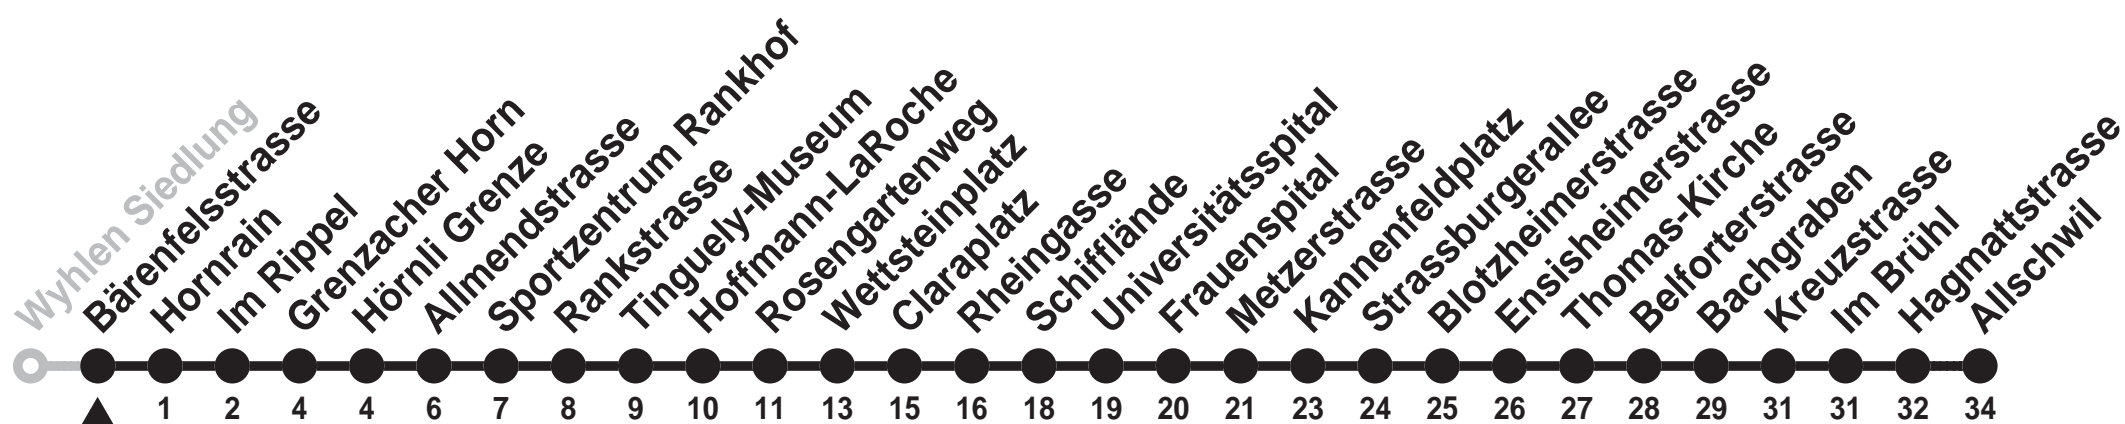 Wyhlen Siedlung
Bärenfelsstrasse
Hornrain
Im Rippel
Grenzacher Horn
Hörnli Grenze
Allmendstrasse
Sportzentrum Rankhof
Rankstrasse
Tinguely-Museum
Hoffmann-LaRoche
Rosengartenweg
Wettsteinplatz
Claraplatz
Rheingasse
Schifflände
Universitätsspital
Frauenspital
Metzerstrasse
Kannenfeldplatz
Strassburgerallee
Blotzheimerstrasse
Ensisheimerstrasse
Thomas-Kirche
Belforterstrasse
Bachgraben
Kreuzstrasse
Im Brühl
Hagmattstrasse
Allschwil
1 2 4 4 6 7 8 9 10 11 13 15 16 18 19 20 21 23 24 25 26 27 28 29 31 31 32 34